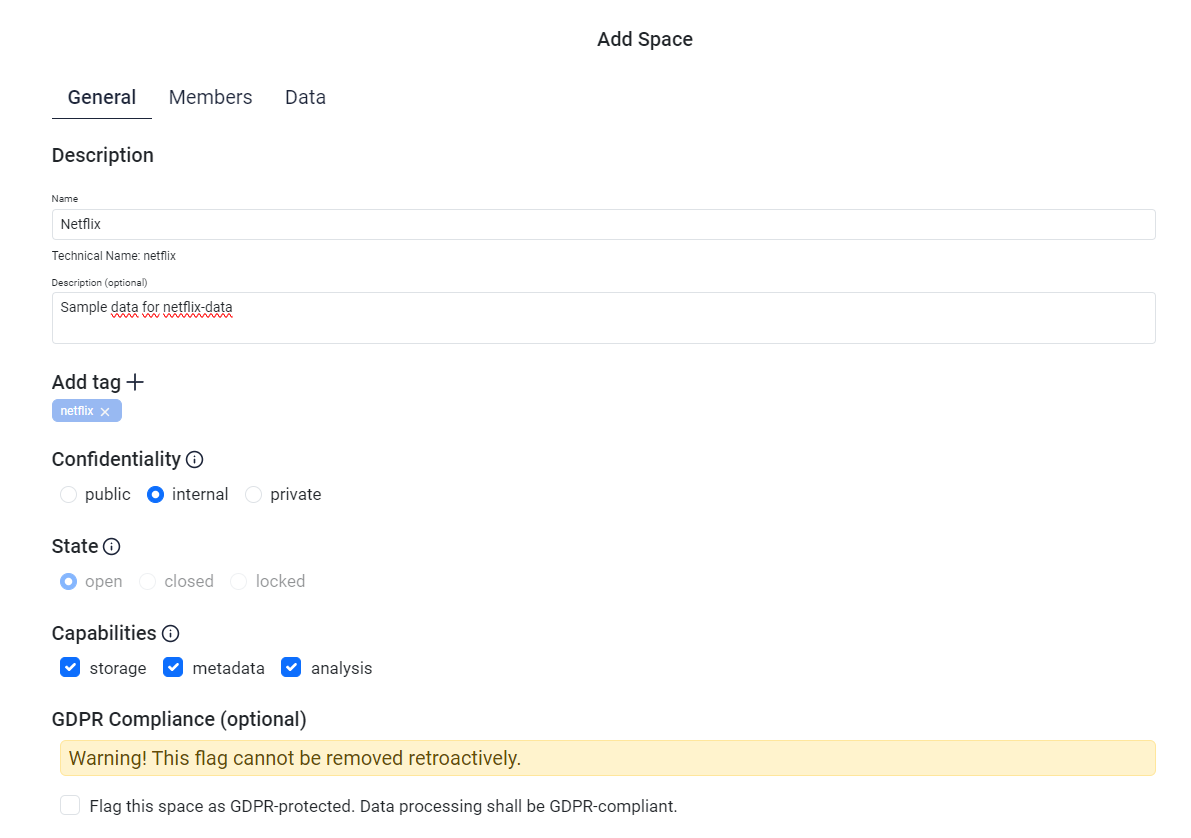 Add Space
General Members Data
Description
Name
Netflix
Technical Name: netflix
Description (optional)
Sample data for netflix-data
Add tag +
netflix ×
Confidentiality
public internal private
State
open closed locked
Capabilities
storage metadata analysis
GDPR Compliance (optional)
Warning! This flag cannot be removed retroactively.
Flag this space as GDPR-protected. Data processing shall be GDPR-compliant.